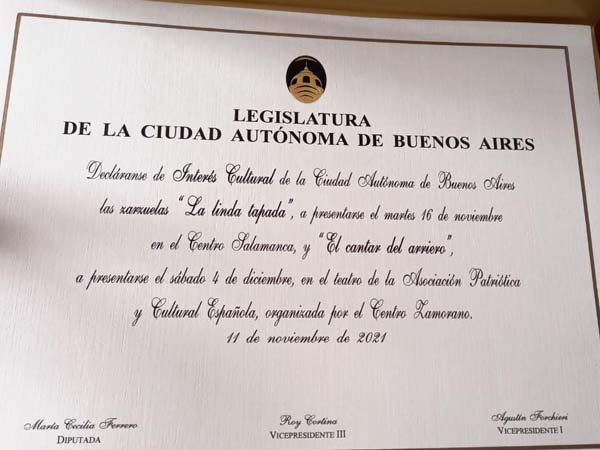 LEGISLATURA
DE LA CIUDAD AUTÓNOMA DE BUENOS AIRES
Decláranse de Interés Cultural de la Ciudad Autónoma de Buenos Aires
las zarzuelas "La linda tapada", a presentarse el martes 16 de noviembre
en el Centro Salamanca, y "El cantar del arriero",
a presentarse el sábado 4 de diciembre, en el teatro de la Asociación Patriótica
y Cultural Española, organizada por el Centro Zamorano.
11 de noviembre de 2021
María Cecilia Ferrero
DIPUTADA
Roy Cortina
VICEPRESIDENTE III
Agustín Forchieri
VICEPRESIDENTE I